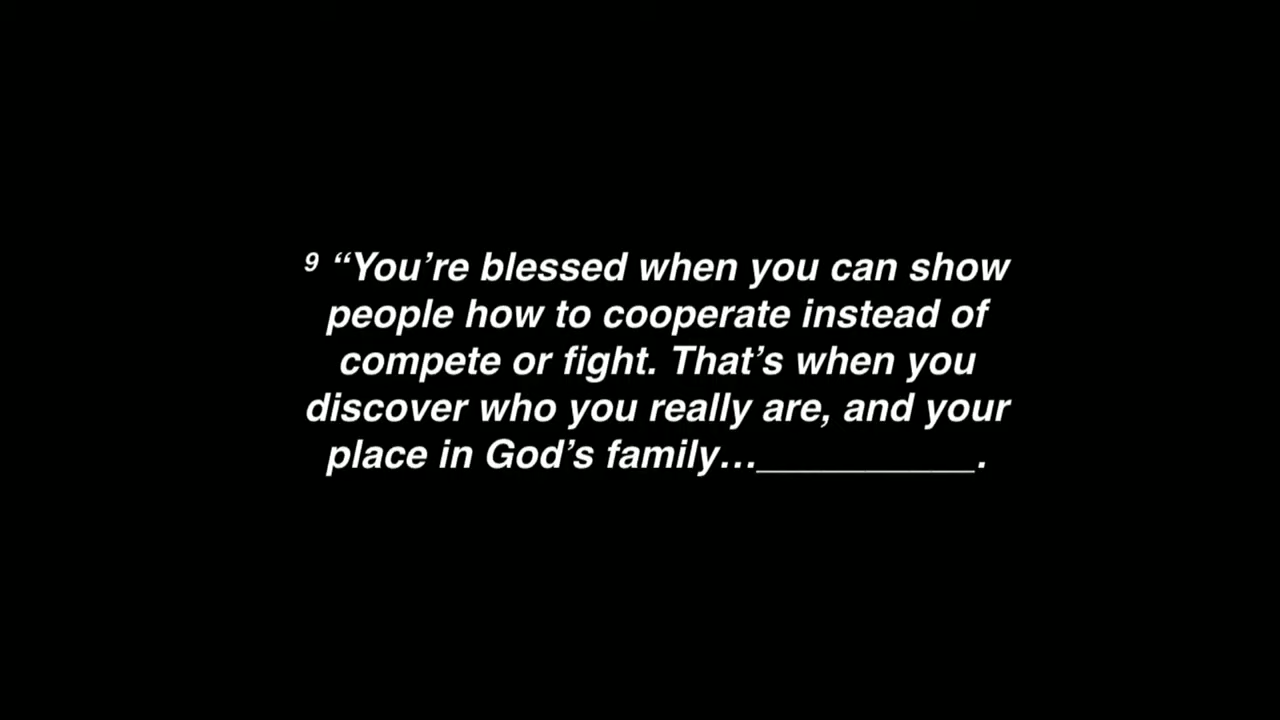 ⁹ “You’re blessed when you can show
people how to cooperate instead of
compete or fight. That’s when you
discover who you really are, and your
place in God’s family…__________.